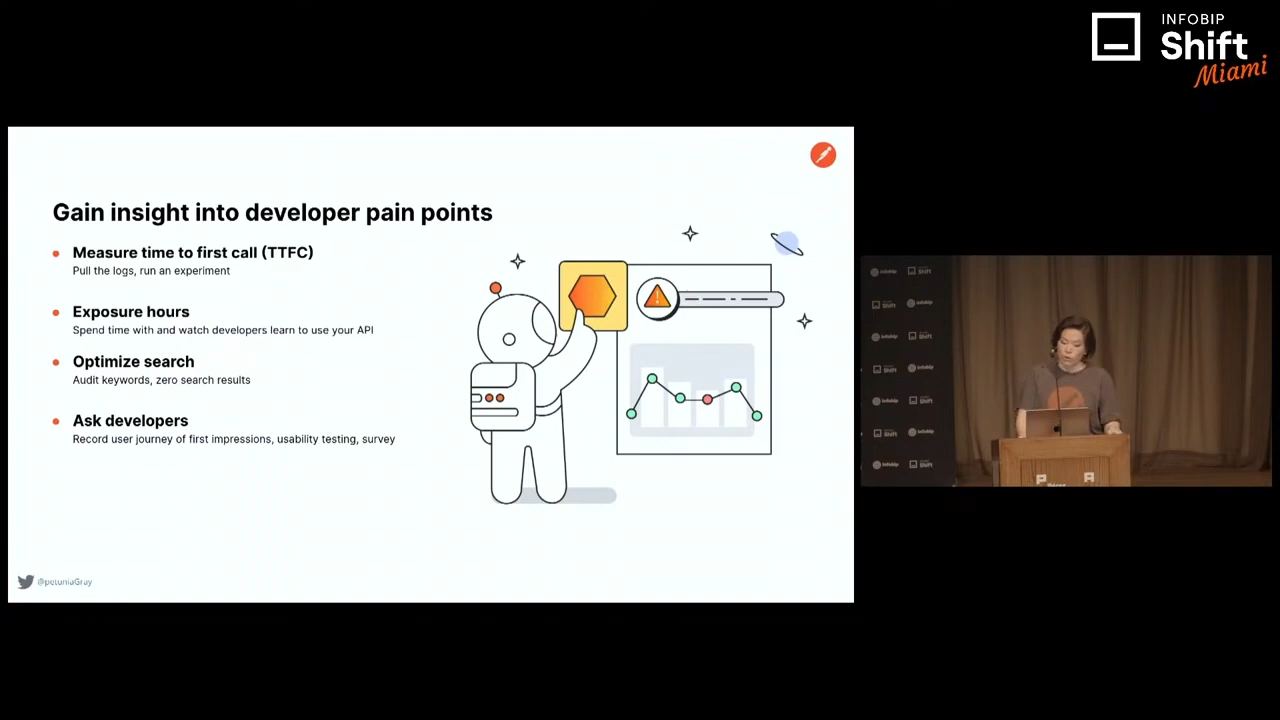 INFOBIP
Shift
Miami
Gain insight into developer pain points
Measure time to first call (TTFC)
Pull the logs, run an experiment
Exposure hours
Spend time with and watch developers learn to use your API
Optimize search
Audit keywords, zero search results
Ask developers
Record user journey of first impressions, usability testing, survey
@petuniaGray